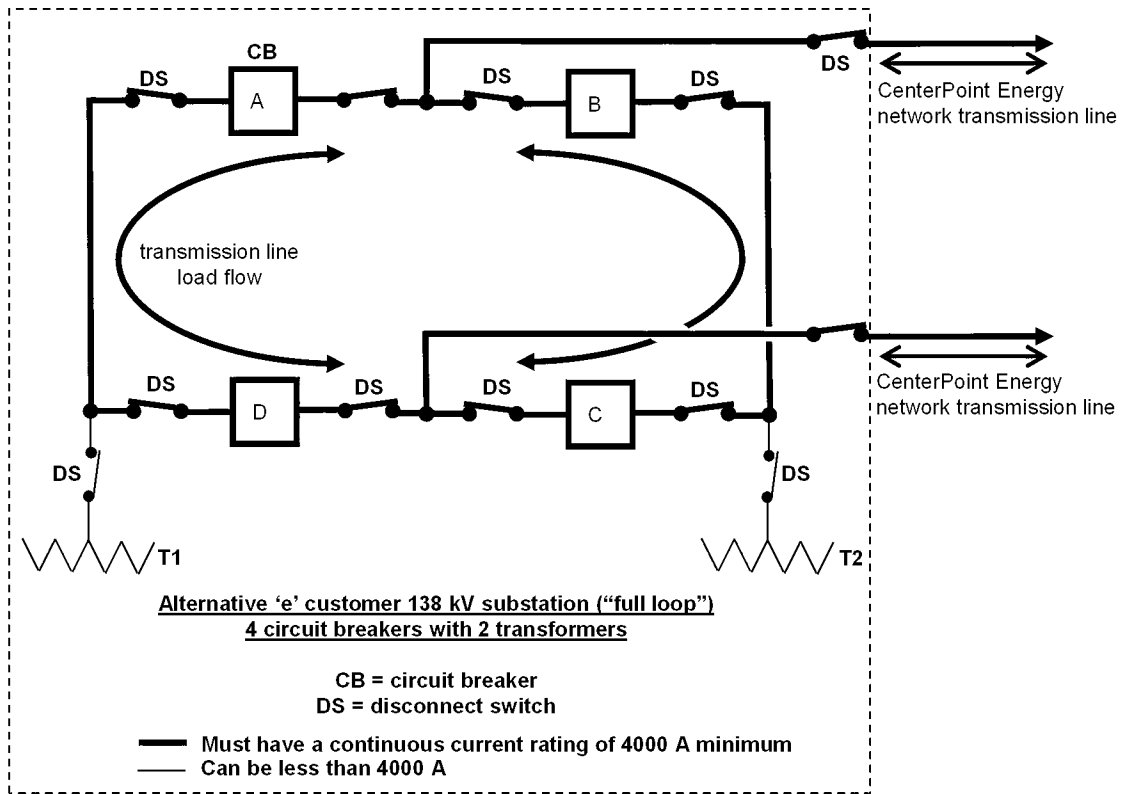 CB
DS
A
DS
B
DS
DS
CenterPoint Energy
network transmission line
transmission line
load flow
DS
D
DS
DS
C
DS
CenterPoint Energy
network transmission line
DS
DS
T1
T2
Alternative ‘e’ customer 138 kV substation (“full loop”)
4 circuit breakers with 2 transformers
CB = circuit breaker
DS = disconnect switch
Must have a continuous current rating of 4000 A minimum
Can be less than 4000 A